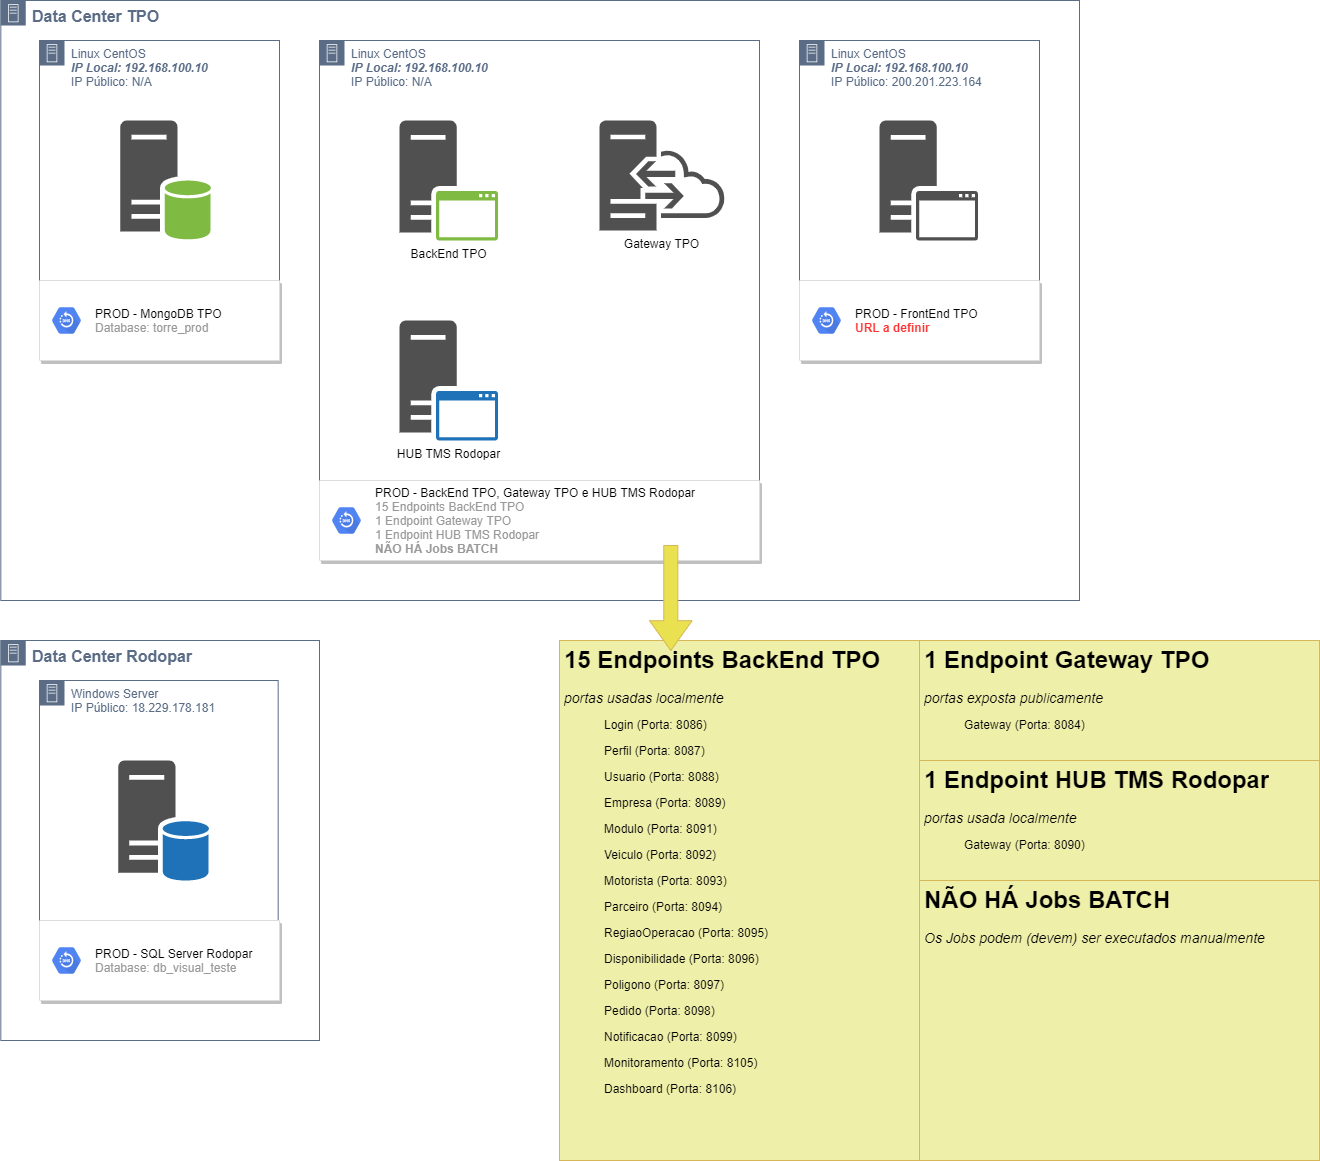 Data Center TPO
Linux CentOS
IP Local: 192.168.100.10
IP Público: N/A
PROD - MongoDB TPO
Database: torre_prod
Linux CentOS
IP Local: 192.168.100.10
IP Público: N/A
BackEnd TPO
Gateway TPO
HUB TMS Rodopar
PROD - BackEnd TPO, Gateway TPO e HUB TMS Rodopar
15 Endpoints BackEnd TPO
1 Endpoint Gateway TPO
1 Endpoint HUB TMS Rodopar
NÃO HÁ Jobs BATCH
Linux CentOS
IP Local: 192.168.100.10
IP Público: 200.201.223.164
PROD - FrontEnd TPO
URL a definir
Data Center Rodopar
Windows Server
IP Público: 18.229.178.181
PROD - SQL Server Rodopar
Database: db_visual_teste
15 Endpoints BackEnd TPO
portas usadas localmente
Login (Porta: 8086)
Perfil (Porta: 8087)
Usuario (Porta: 8088)
Empresa (Porta: 8089)
Modulo (Porta: 8091)
Veiculo (Porta: 8092)
Motorista (Porta: 8093)
Parceiro (Porta: 8094)
RegiaoOperacao (Porta: 8095)
Disponibilidade (Porta: 8096)
Poligono (Porta: 8097)
Pedido (Porta: 8098)
Notificacao (Porta: 8099)
Monitoramento (Porta: 8105)
Dashboard (Porta: 8106)
1 Endpoint Gateway TPO
portas exposta publicamente
Gateway (Porta: 8084)
1 Endpoint HUB TMS Rodopar
portas usada localmente
Gateway (Porta: 8090)
NÃO HÁ Jobs BATCH
Os Jobs podem (devem) ser executados manualmente